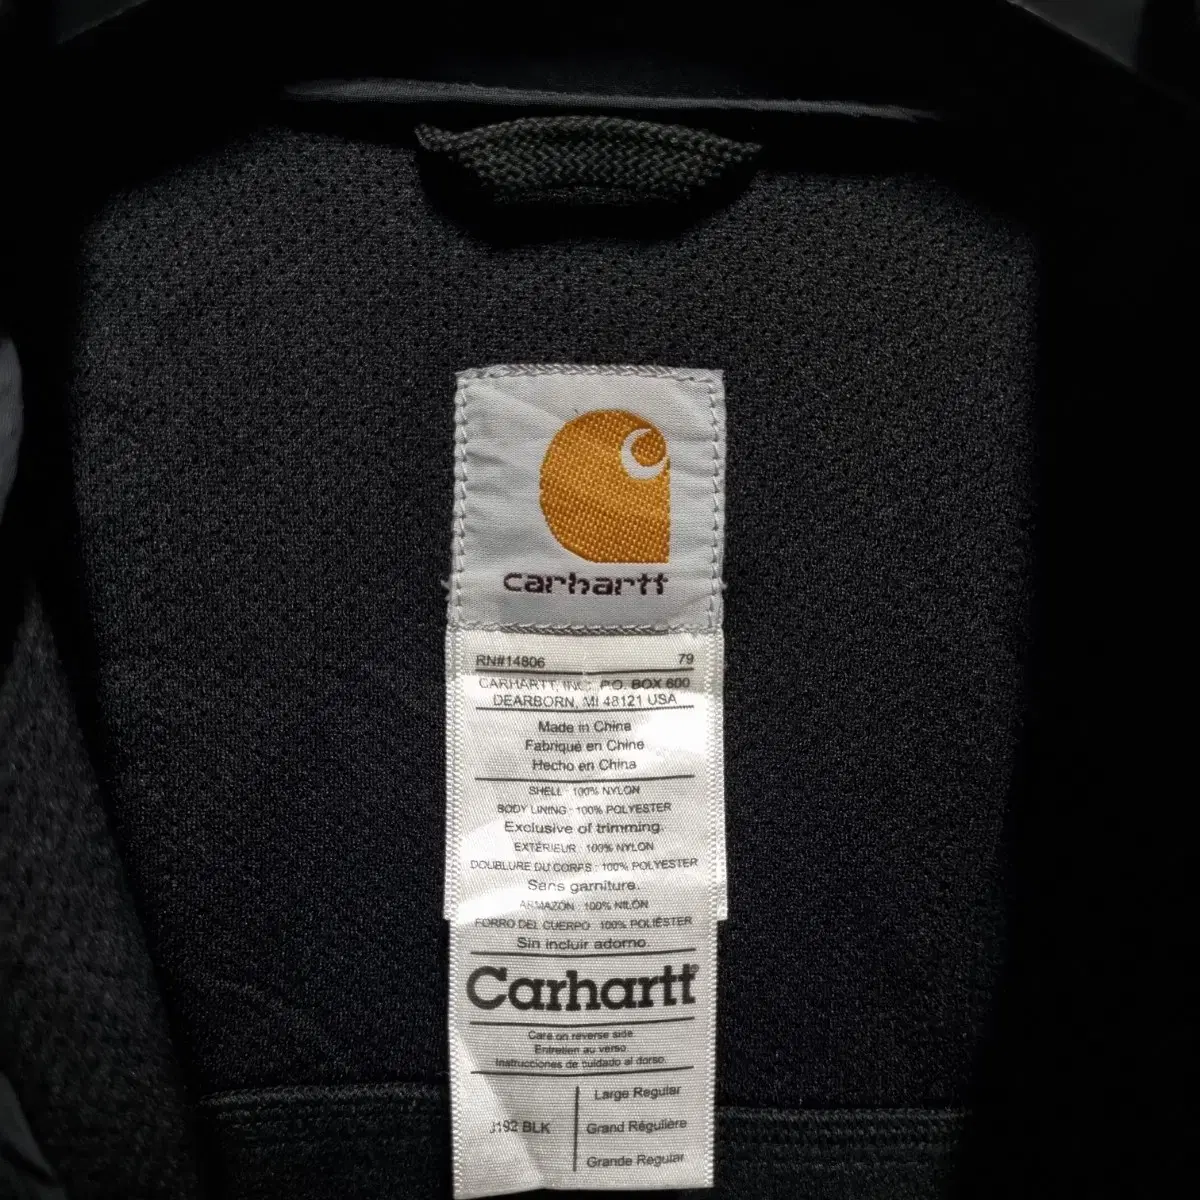 carhartt
RN#14806 79
CARHARTT, INC. P.O. BOX 600
DEARBORN, MI 48121 USA
Made in China
Fabriqué en Chine
Hecho en China
SHELL - 100% NYLON
BODY LINING - 100% POLYESTER
Exclusive of trimming.
EXTÉRIEUR : 100% NYLON
DOUBLURE DU CORPS : 100% POLYESTER
Sans garniture.
ARMAZON : 100% NILÓN
FORRO DEL CUERPO : 100% POLIÉSTER
Sin incluir adorno.
Carhartt
Care on reverse side.
Entretien au verso.
Instrucciones de cuidado al dorso.
J192 BLK
Large Regular
Grand Régulière
Grande Regular